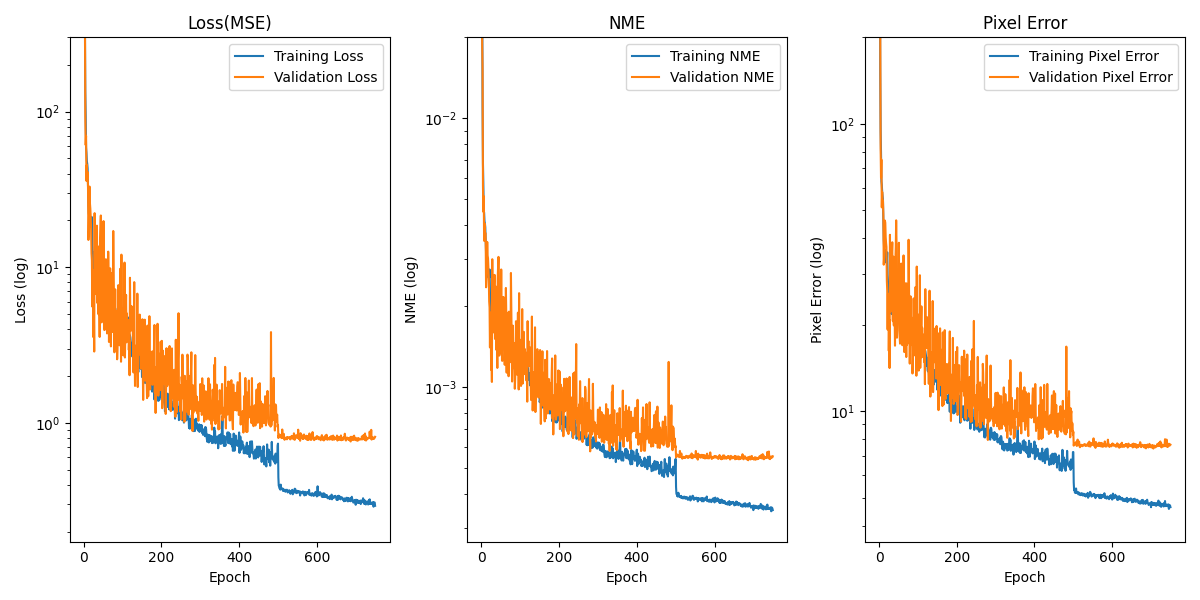 Loss(MSE)
Training Loss
Validation Loss
10²
10¹
10⁰
Loss (log)
0 200 400 600
Epoch
NME
Training NME
Validation NME
10⁻²
10⁻³
NME (log)
0 200 400 600
Epoch
Pixel Error
Training Pixel Error
Validation Pixel Error
10²
10¹
Pixel Error (log)
0 200 400 600
Epoch